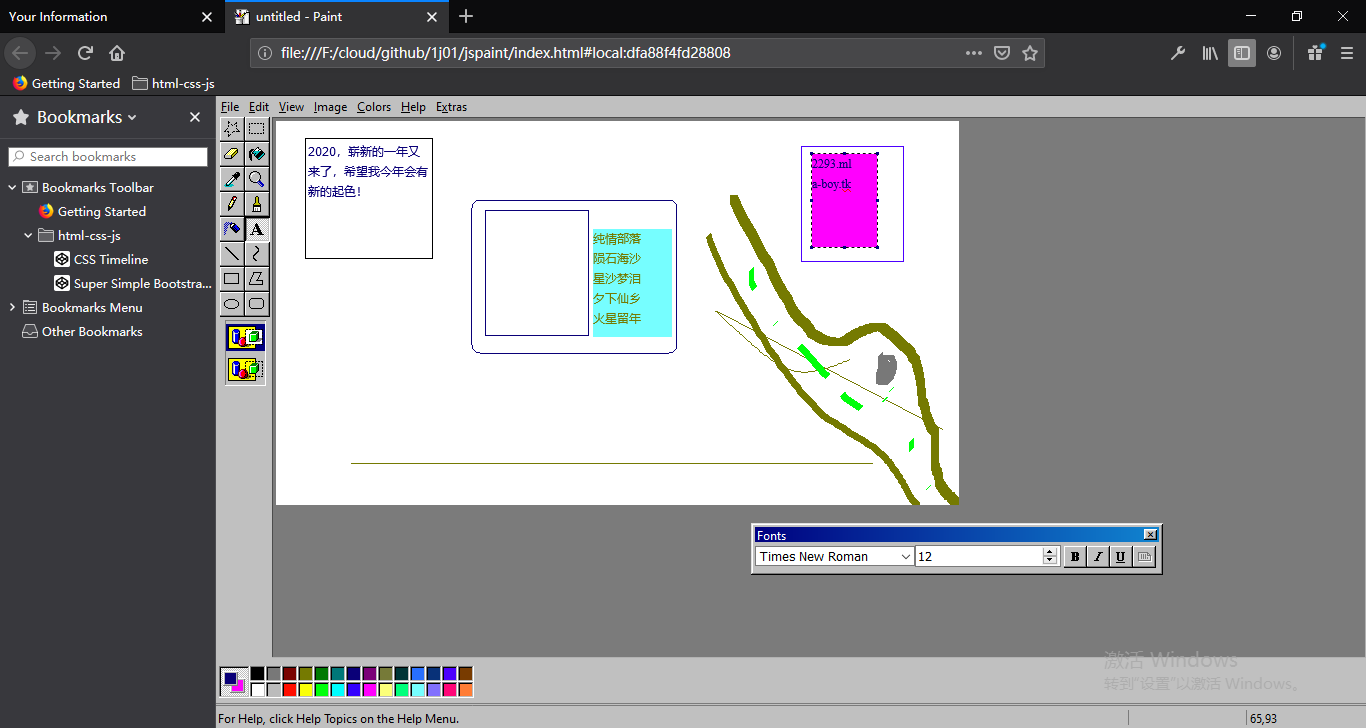 Your Information
untitled - Paint
file:///F:/cloud/github/1j01/jspaint/index.html#local:dfa88f4fd28808
Getting Started
html-css-js
Bookmarks
Search bookmarks
Bookmarks Toolbar
Getting Started
html-css-js
CSS Timeline
Super Simple Bootstra...
Bookmarks Menu
Other Bookmarks
File Edit View Image Colors Help Extras
2020，崭新的一年又
来了，希望我今年会有
新的起色！
纯情部落
陨石海沙
星沙梦泪
夕下仙乡
火星留年
2293.ml
a-boy.tk
Fonts
Times New Roman
12
B I U
激活 Windows
转到"设置"以激活 Windows。
For Help, click Help Topics on the Help Menu.
65,93